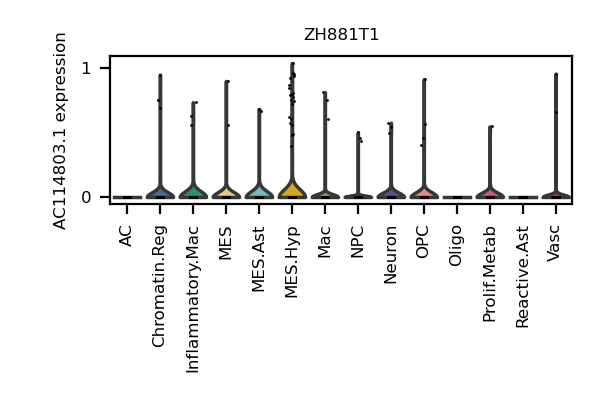 ZH881T1
AC114803.1 expression
1
0
AC
Chromatin.Reg
Inflammatory.Mac
MES
MES.Ast
MES.Hyp
Mac
NPC
Neuron
OPC
Oligo
Prolif.Metab
Reactive.Ast
Vasc